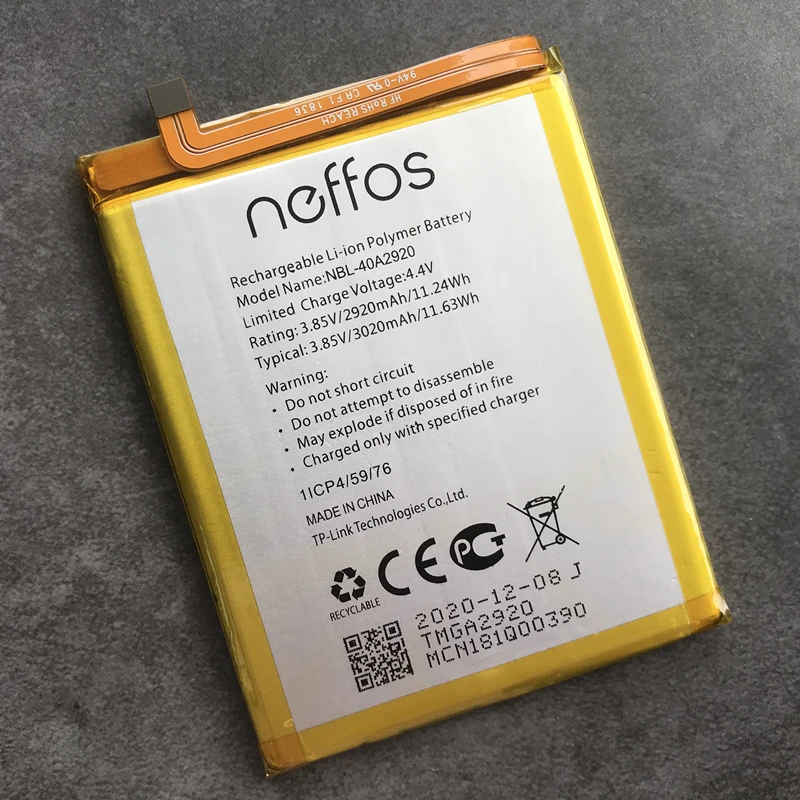 94V-0 CRF1 1836
HF RoHS REACH
neffos
Rechargeable Li-ion Polymer Battery
Model Name:NBL-40A2920
Limited Charge Voltage:4.4V
Rating: 3.85V/2920mAh/11.24Wh
Typical: 3.85V/3020mAh/11.63Wh
Warning:
• Do not short circuit
• Do not attempt to disassemble
• May explode if disposed of in fire
• Charged only with specified charger
1ICP4/59/76
MADE IN CHINA
TP-Link Technologies Co.,Ltd.
CE PCT
RECYCLABLE
2020-12-08 J
TMGA2920
MCN181Q00390